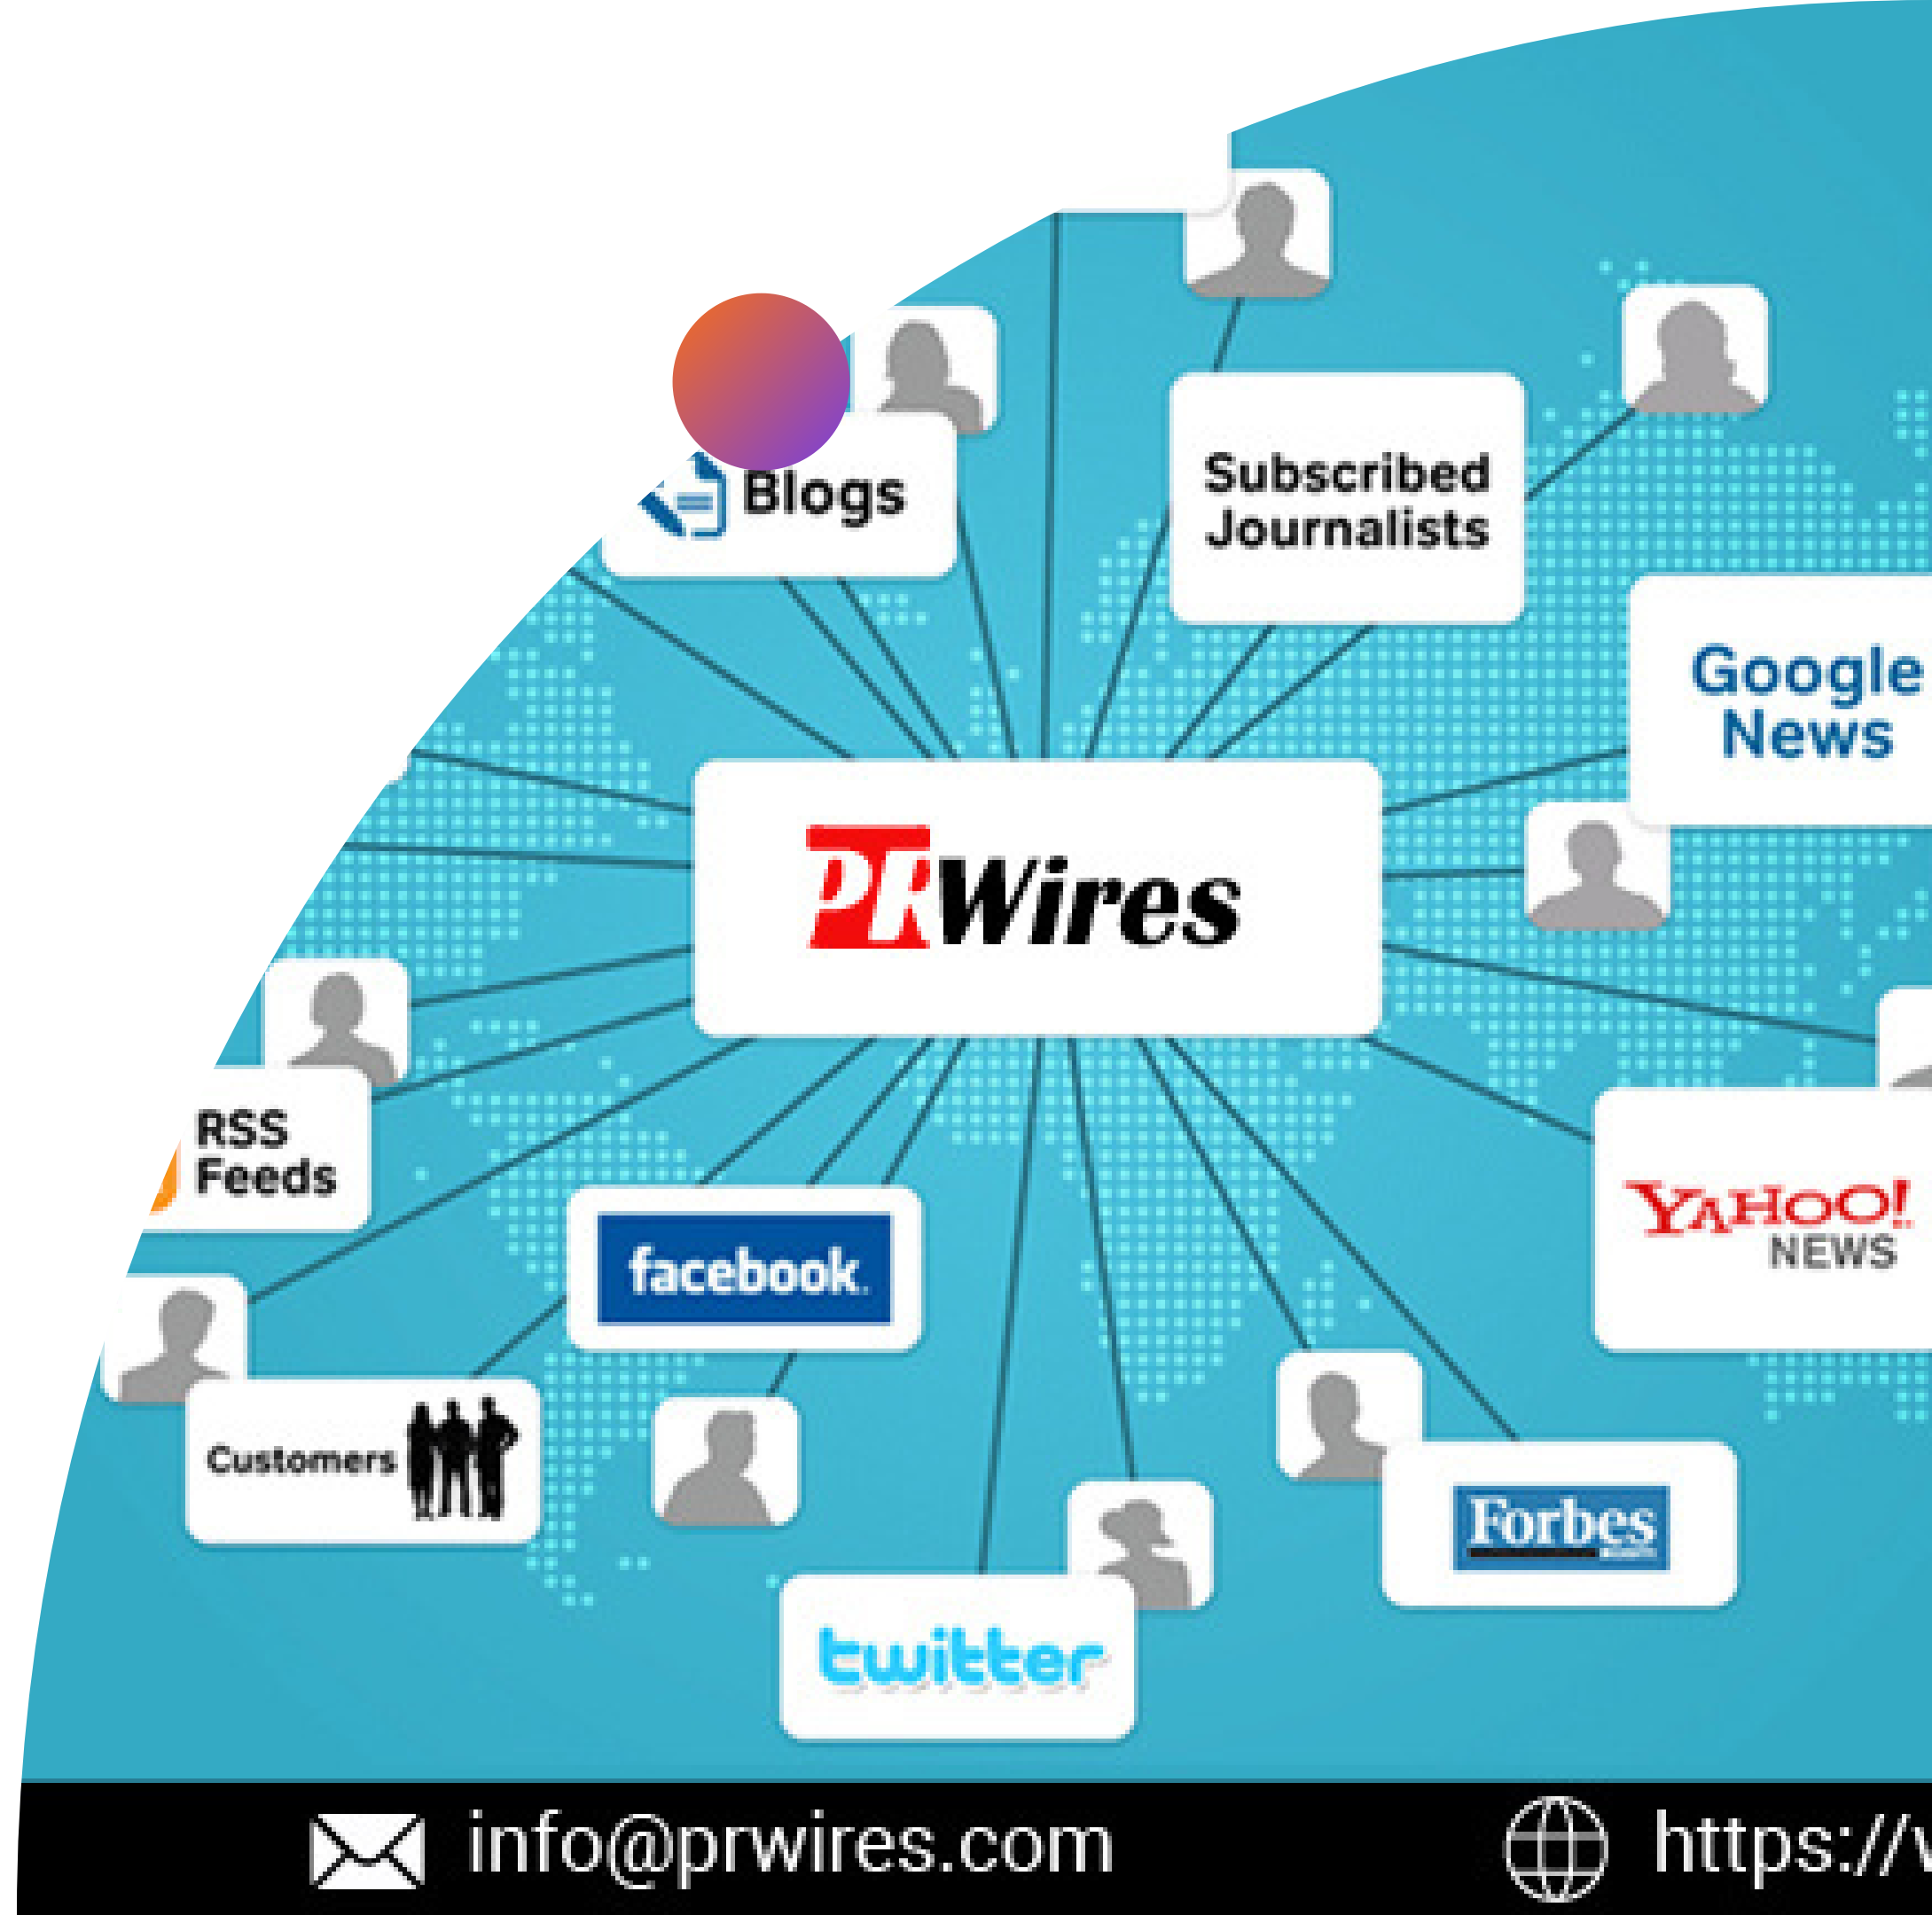 Blogs
Subscribed
Journalists
Google
News
PRWires
RSS
Feeds
facebook.
YAHOO!
NEWS
Customers
Forbes
twitter
info@prwires.com
https://